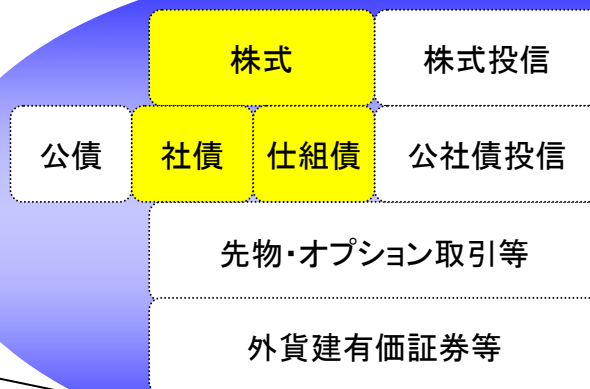 株式
株式投信
公債
社債
仕組債
公社債投信
先物・オプション取引等
外貨建有価証券等